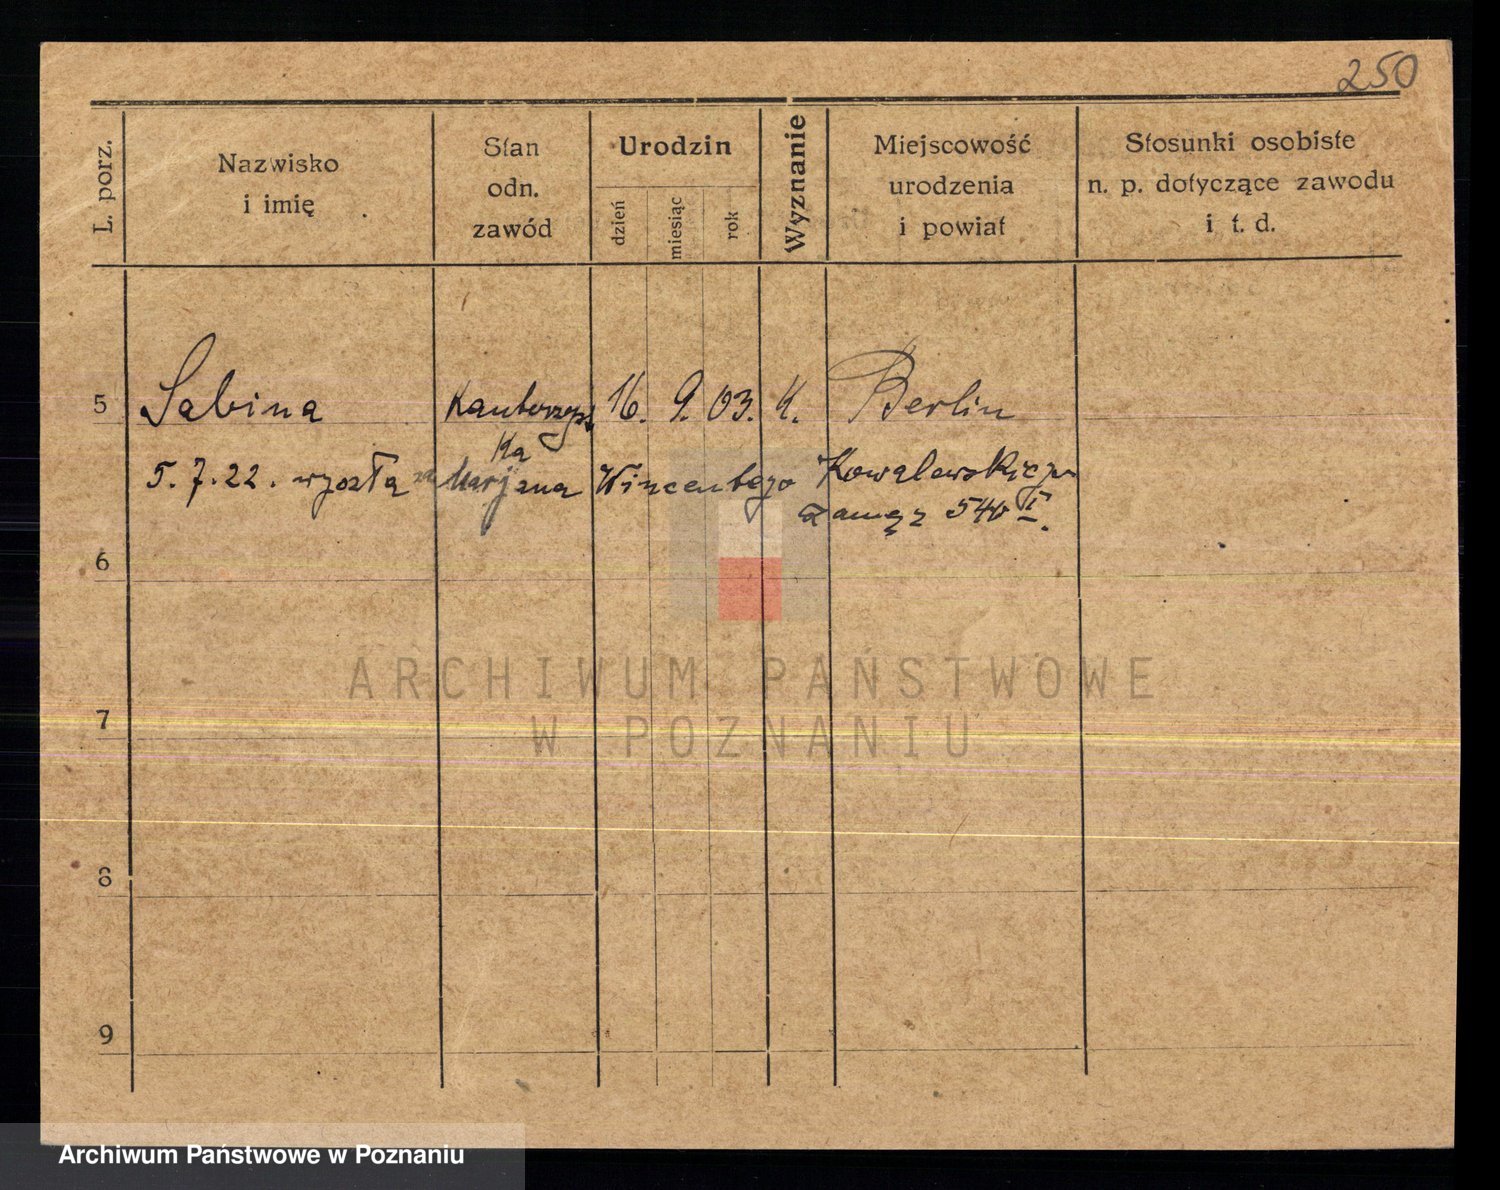 250
L. porz.
Nazwisko
i imię
Stan
odn.
zawód
Urodzin
dzień
miesiąc
rok
Wyznanie
Miejscowość
urodzenia
i powiat
Stosunki osobiste
n. p. dotyczące zawodu
i t. d.
5 Sabina 16. 9. 03. K. Berlin
5. 7. 22. wyszła za Marjana Wincentego Kowalewskiego
zamęż 540
6
7
8
9
ARCHIWUM PAŃSTWOWE
W POZNANIU
Archiwum Państwowe w Poznaniu